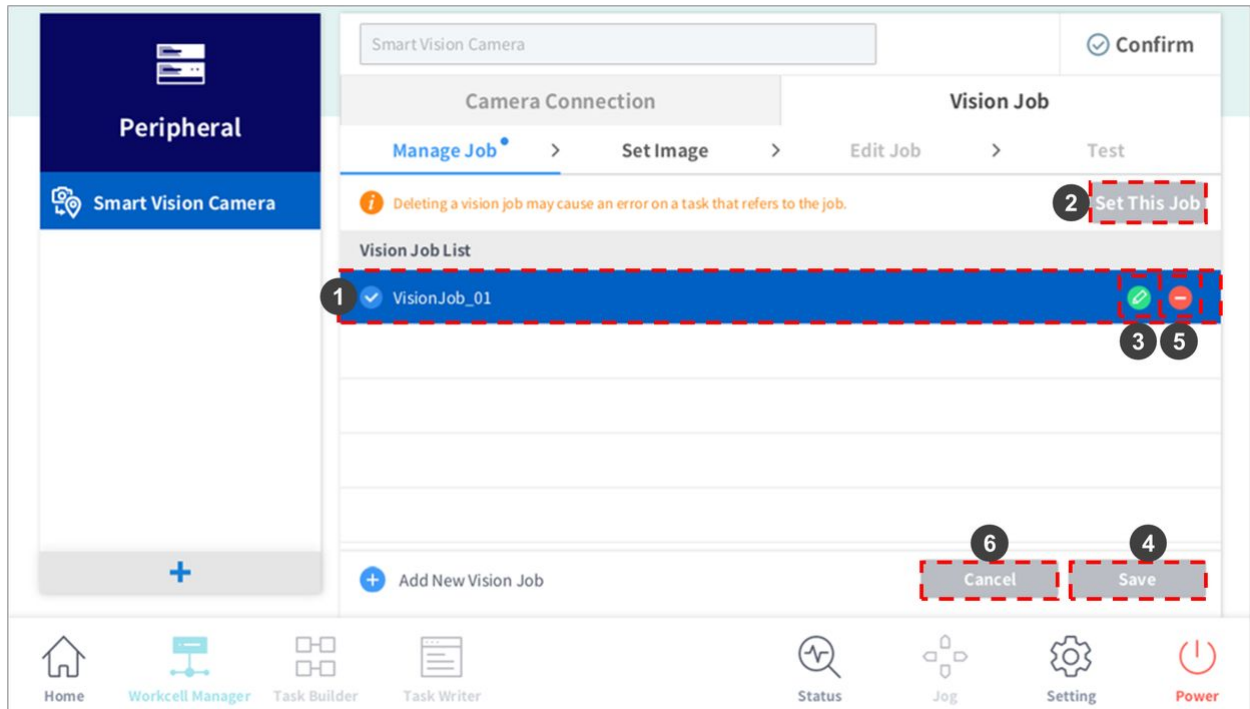 Peripheral
Smart Vision Camera
+
Smart Vision Camera
Confirm
Camera Connection
Vision Job
Manage Job > Set Image > Edit Job > Test
i Deleting a vision job may cause an error on a task that refers to the job.
2 Set This Job
Vision Job List
1 VisionJob_01
3 5
6 4
+ Add New Vision Job
Cancel
Save
Home
Workcell Manager
Task Builder
Task Writer
Status
Jog
Setting
Power